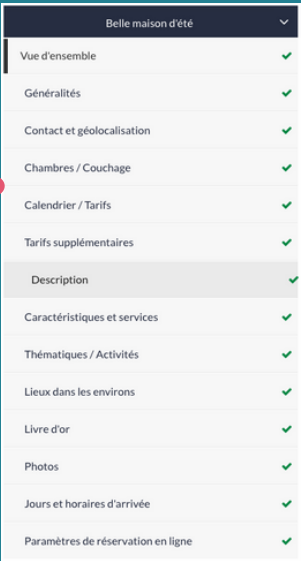 Belle maison d'été
Vue d'ensemble
Généralités
Contact et géolocalisation
Chambres / Couchage
Calendrier / Tarifs
Tarifs supplémentaires
Description
Caractéristiques et services
Thématiques / Activités
Lieux dans les environs
Livre d'or
Photos
Jours et horaires d'arrivée
Paramètres de réservation en ligne